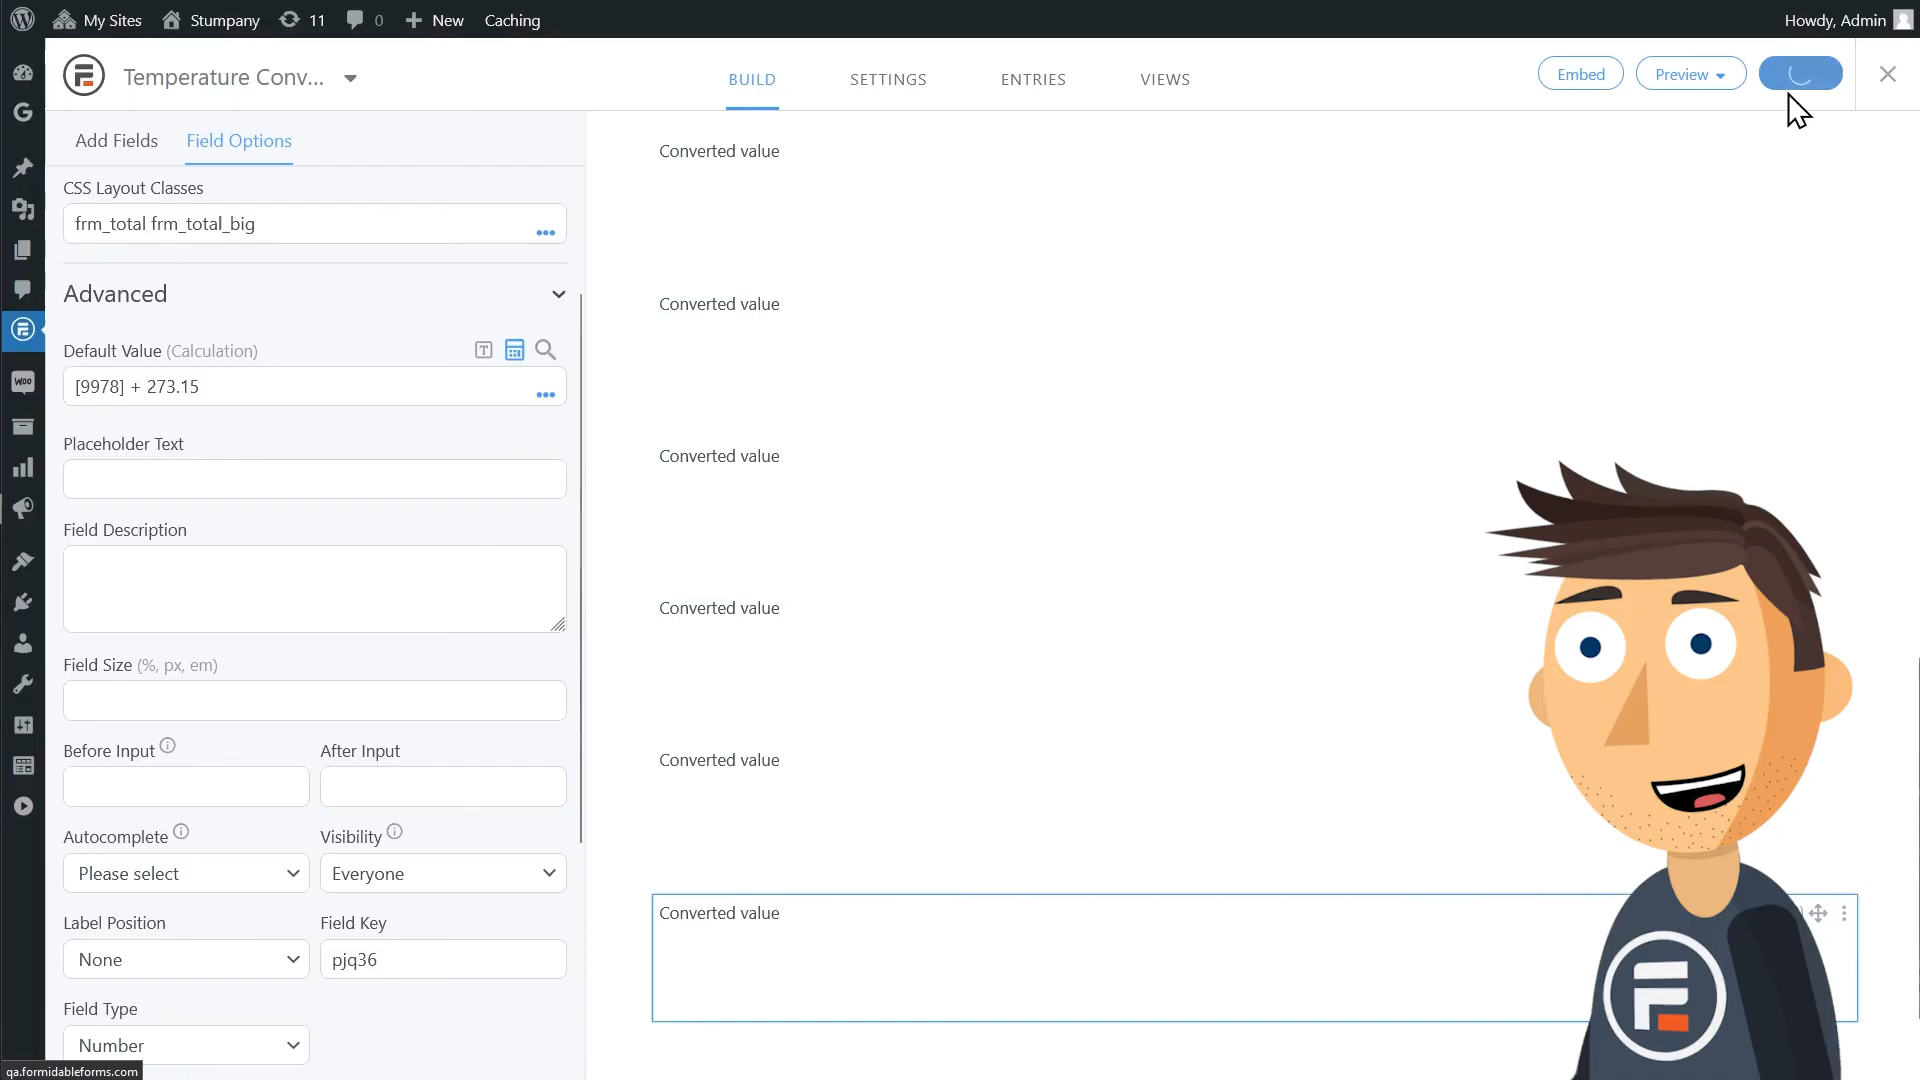 My Sites
Stumpany
11
0
New
Caching
Howdy, Admin
Temperature Conv...
BUILD
SETTINGS
ENTRIES
VIEWS
Embed
Preview
Add Fields
Field Options
CSS Layout Classes
frm_total frm_total_big
Advanced
Default Value (Calculation)
[9978] + 273.15
Placeholder Text
Field Description
Field Size (%, px, em)
Before Input
After Input
Autocomplete
Visibility
Please select
Everyone
Label Position
Field Key
None
pjq36
Field Type
Number
Converted value
Converted value
Converted value
Converted value
Converted value
Converted value
Woo
qa.formidableforms.com